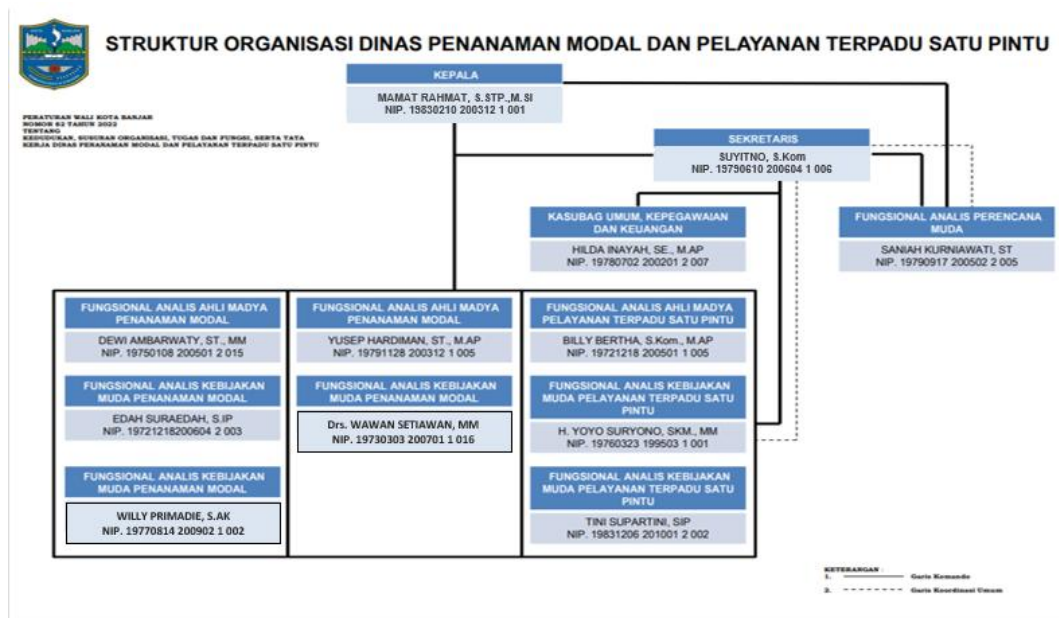 STRUKTUR ORGANISASI DINAS PENANAMAN MODAL DAN PELAYANAN TERPADU SATU PINTU
KEPALA
MAMAT RAHMAT, S.STP.,M.SI
NIP. 19830210 200312 1 001
PERATURAN WALI KOTA BANJAR
NOMOR 62 TAHUN 2022
TENTANG
KEDUDUKAN, SUSUNAN ORGANISASI, TUGAS DAN FUNGSI, SERTA TATA
KERJA DINAS PENANAMAN MODAL DAN PELAYANAN TERPADU SATU PINTU
SEKRETARIS
SUYITNO, S.Kom
NIP. 19790610 200604 1 006
KASUBAG UMUM, KEPEGAWAIAN
DAN KEUANGAN
HILDA INAYAH, SE., M.AP
NIP. 19780702 200201 2 007
FUNGSIONAL ANALIS PERENCANA
MUDA
SANIAH KURNIAWATI, ST
NIP. 19790917 200502 2 005
FUNGSIONAL ANALIS AHLI MADYA
PENANAMAN MODAL
DEWI AMBARWATY, ST., MM
NIP. 19750108 200501 2 015
FUNGSIONAL ANALIS KEBIJAKAN
MUDA PENANAMAN MODAL
EDAH SURAEDAH, S.IP
NIP. 19721218200604 2 003
FUNGSIONAL ANALIS KEBIJAKAN
MUDA PENANAMAN MODAL
WILLY PRIMADIE, S.AK
NIP. 19770814 200902 1 002
FUNGSIONAL ANALIS AHLI MADYA
PENANAMAN MODAL
YUSEP HARDIMAN, ST., M.AP
NIP. 19791128 200312 1 005
FUNGSIONAL ANALIS KEBIJAKAN
MUDA PENANAMAN MODAL
Drs. WAWAN SETIAWAN, MM
NIP. 19730303 200701 1 016
FUNGSIONAL ANALIS AHLI MADYA
PELAYANAN TERPADU SATU PINTU
BILLY BERTHA, S.Kom., M.AP
NIP. 19721218 200501 1 005
FUNGSIONAL ANALIS KEBIJAKAN
MUDA PELAYANAN TERPADU SATU
PINTU
H. YOYO SURYONO, SKM., MM
NIP. 19760323 199503 1 001
FUNGSIONAL ANALIS KEBIJAKAN
MUDA PELAYANAN TERPADU SATU
PINTU
TINI SUPARTINI, SIP
NIP. 19831206 201001 2 002
KETERANGAN :
1. Garis Komando
2. Garis Koordinasi Umum